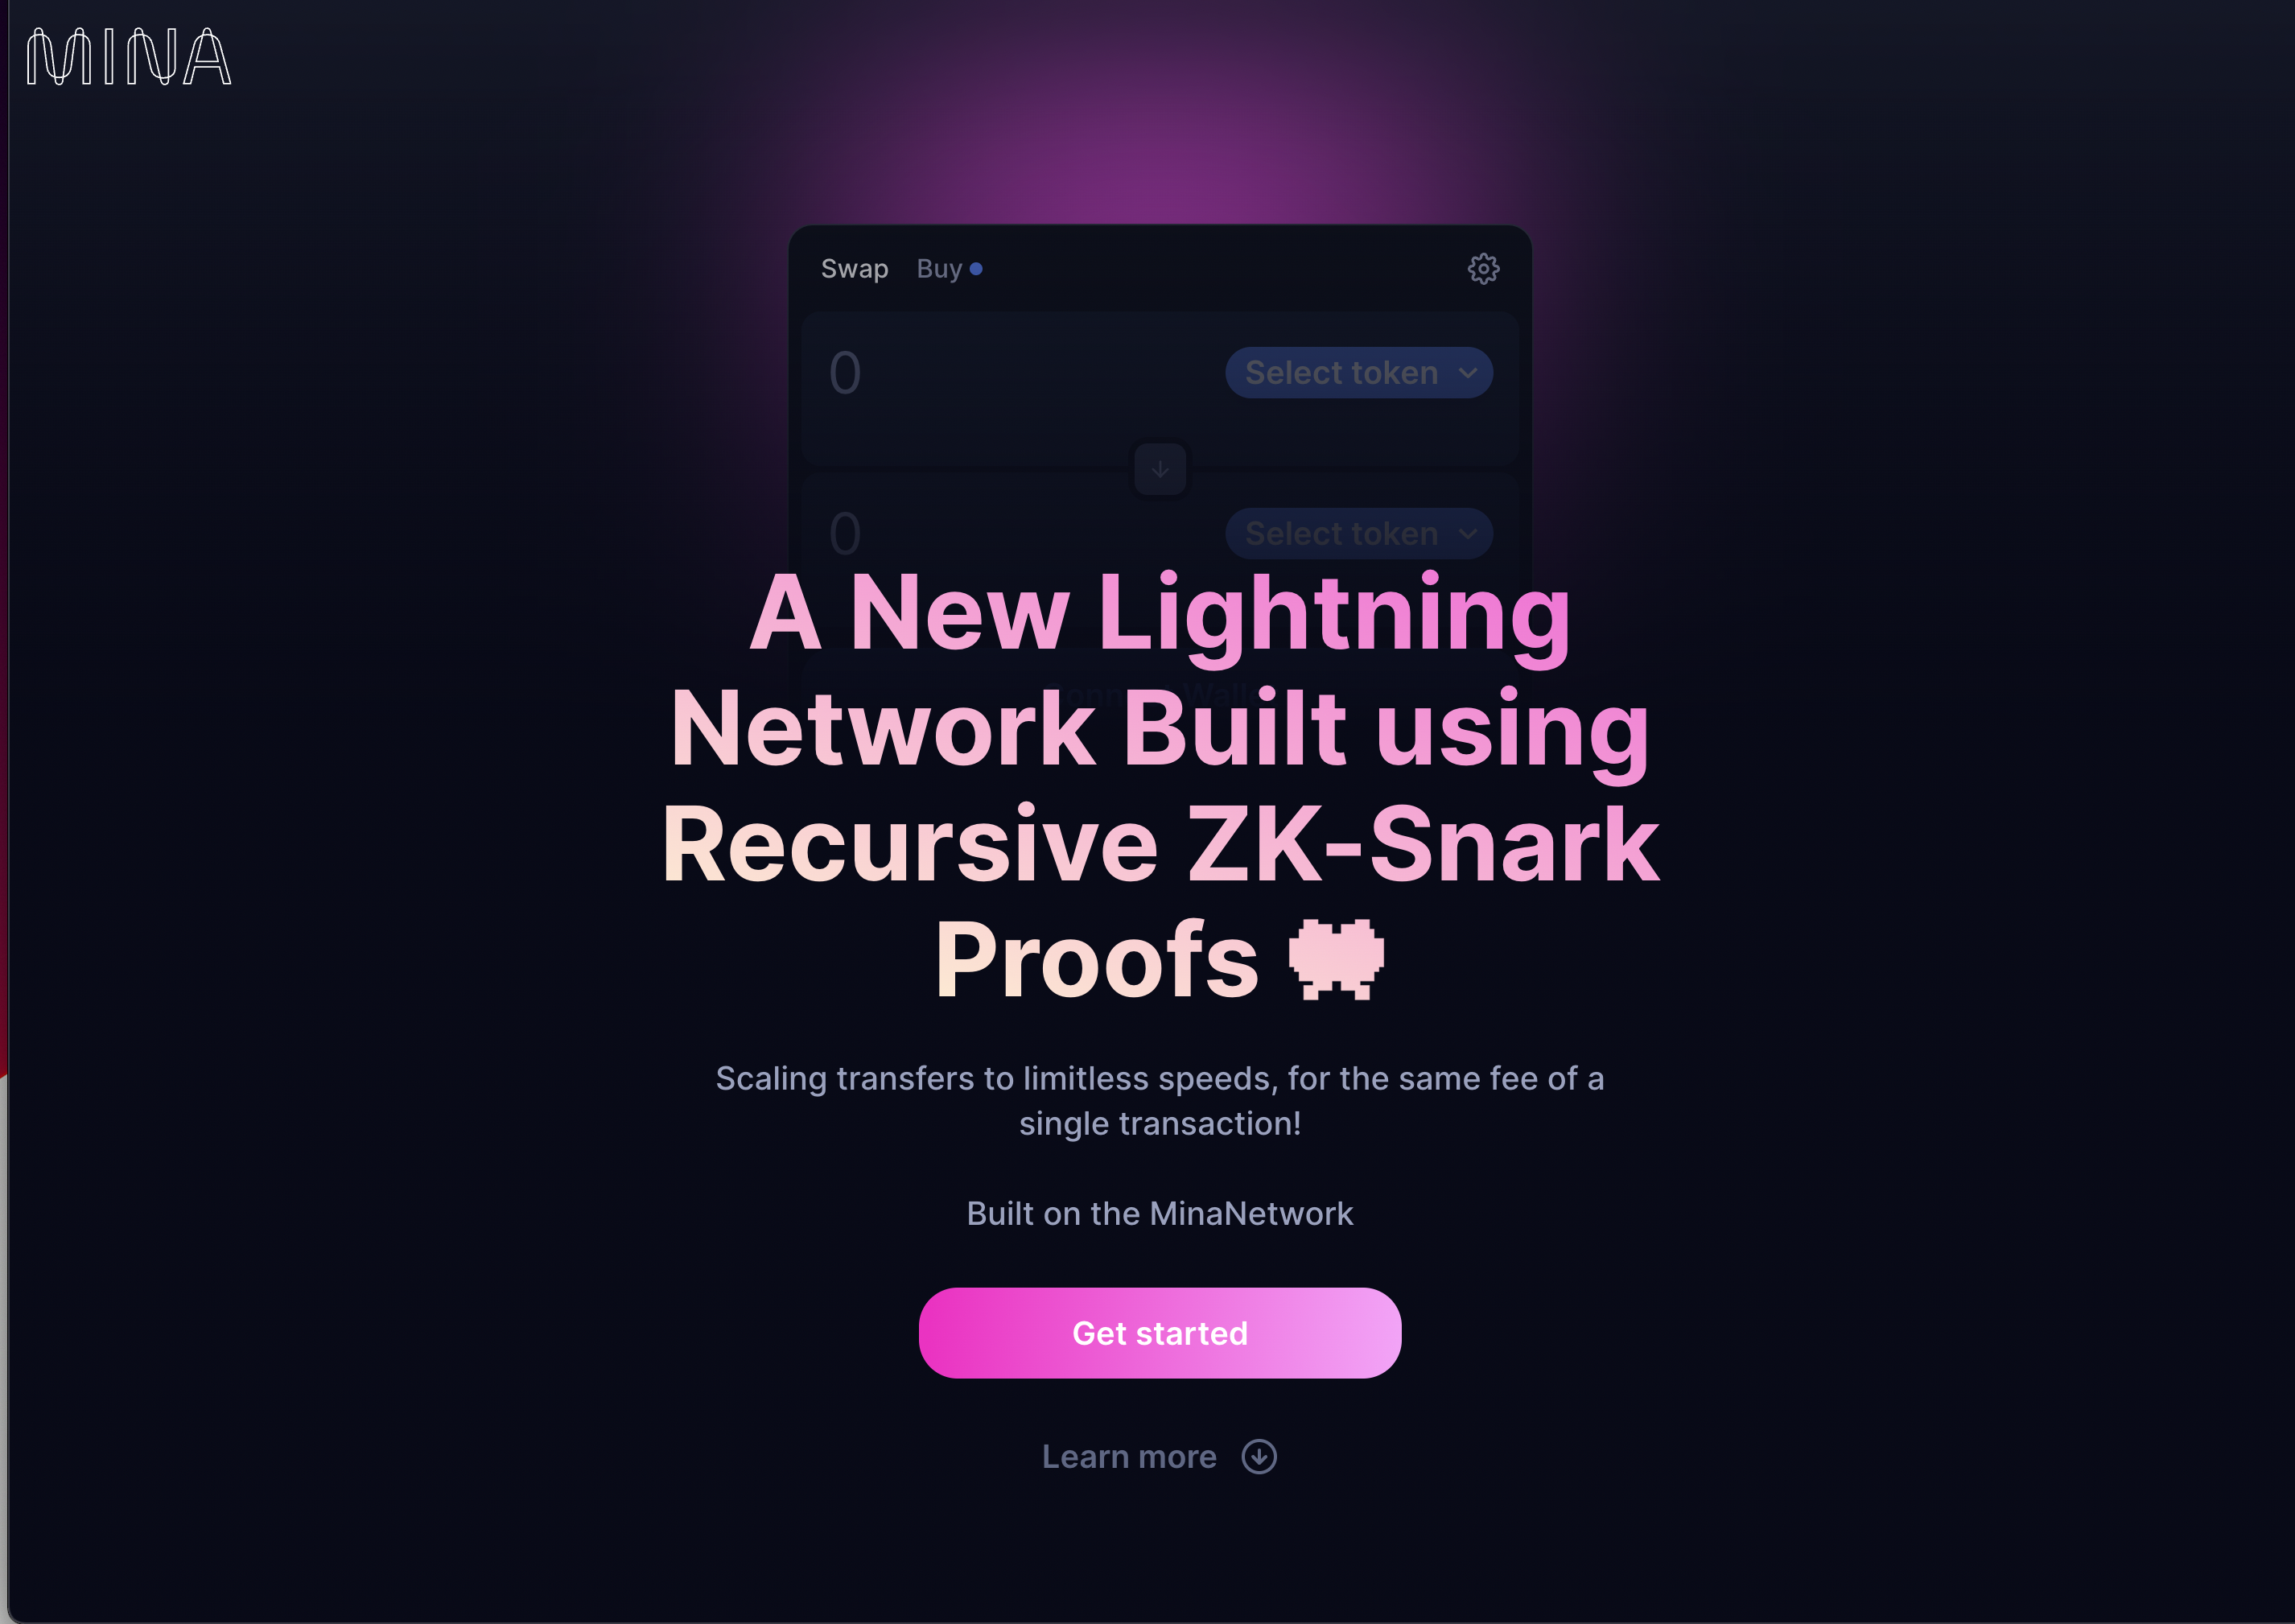 MINA
Swap Buy
0 Select token
0 Select token
A New Lightning
Network Built using
Recursive ZK-Snark
Proofs
Scaling transfers to limitless speeds, for the same fee of a
single transaction!
Built on the MinaNetwork
Get started
Learn more